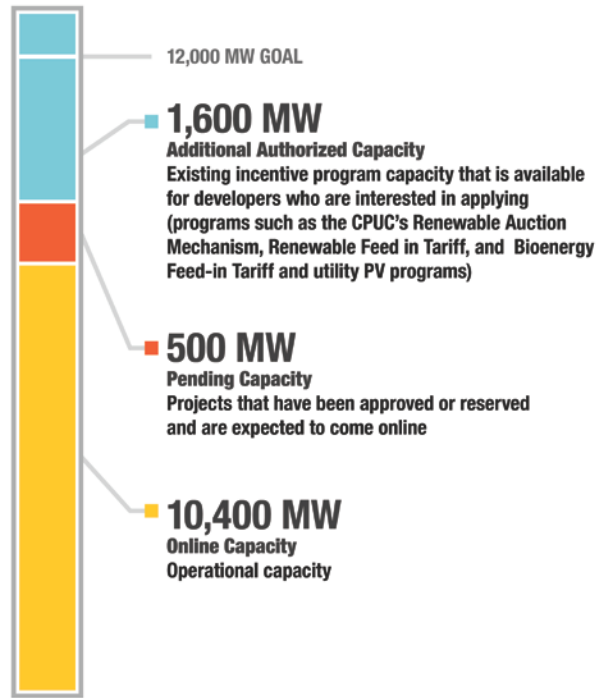 12,000 MW GOAL
1,600 MW
Additional Authorized Capacity
Existing incentive program capacity that is available
for developers who are interested in applying
(programs such as the CPUC's Renewable Auction
Mechanism, Renewable Feed in Tariff, and Bioenergy
Feed-in Tariff and utility PV programs)
500 MW
Pending Capacity
Projects that have been approved or reserved
and are expected to come online
10,400 MW
Online Capacity
Operational capacity